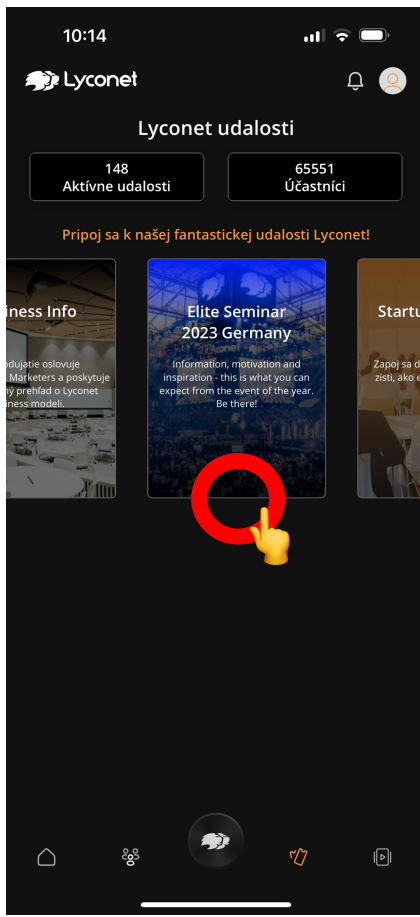 10:14
Lyconet
Lyconet udalosti
148
Aktívne udalosti
65551
Účastníci
Pripoj sa k našej fantastickej udalosti Lyconet!
iness Info
dujatie oslovuje
Marketers a poskytuje
ný prehľad o Lyconet
iness modeli.
Elite Seminar
2023 Germany
Information, motivation and
inspiration - this is what you can
expect from the event of the year.
Be there!
Startu
Zapoj sa d
zisti, ako e